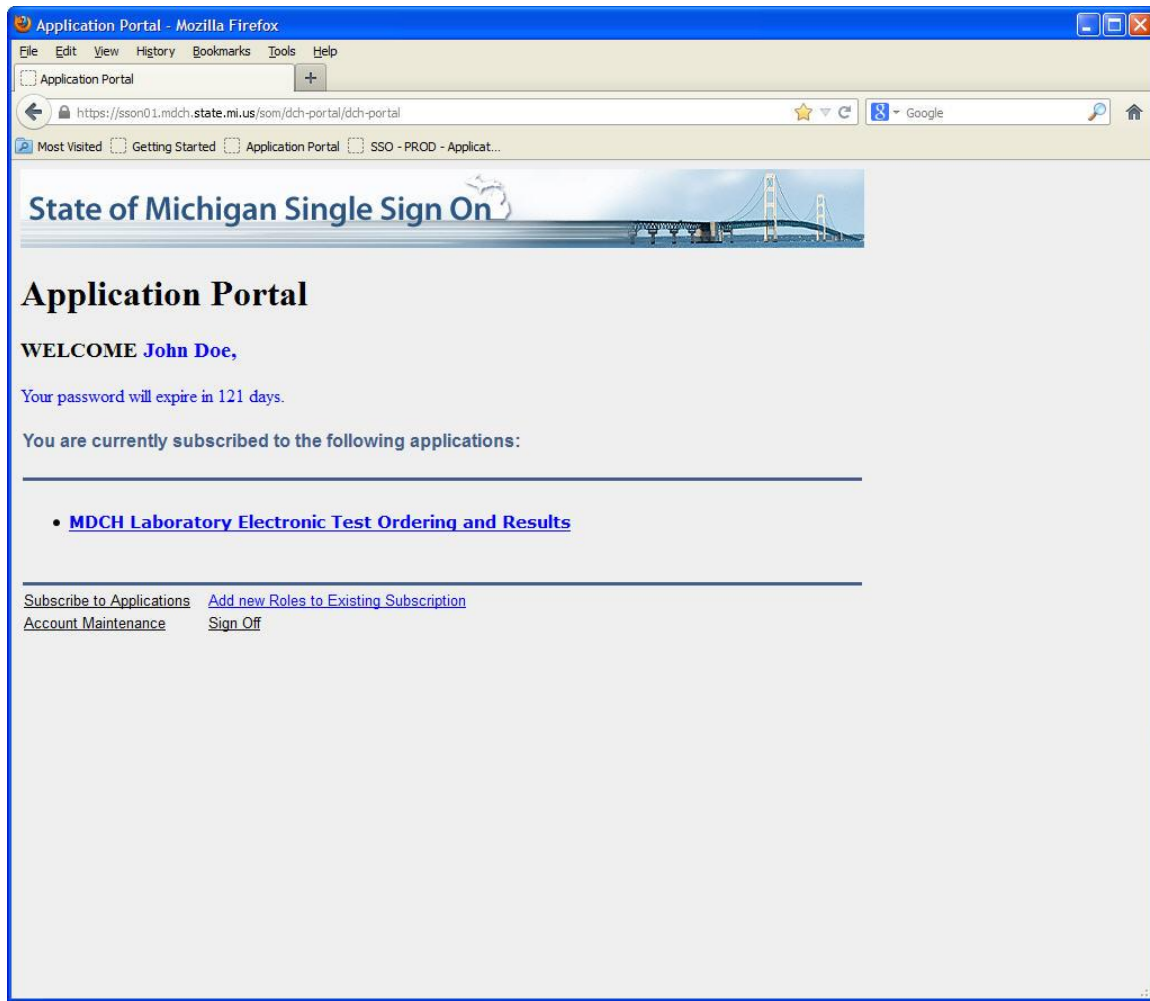 Application Portal - Mozilla Firefox
File Edit View History Bookmarks Tools Help
Application Portal +
https://sson01.mdch.state.mi.us/som/dch-portal/dch-portal 8 Google
Most Visited Getting Started Application Portal SSO - PROD - Applicat...
State of Michigan Single Sign On
Application Portal
WELCOME John Doe,
Your password will expire in 121 days.
You are currently subscribed to the following applications:
• MDCH Laboratory Electronic Test Ordering and Results
Subscribe to Applications Add new Roles to Existing Subscription
Account Maintenance Sign Off